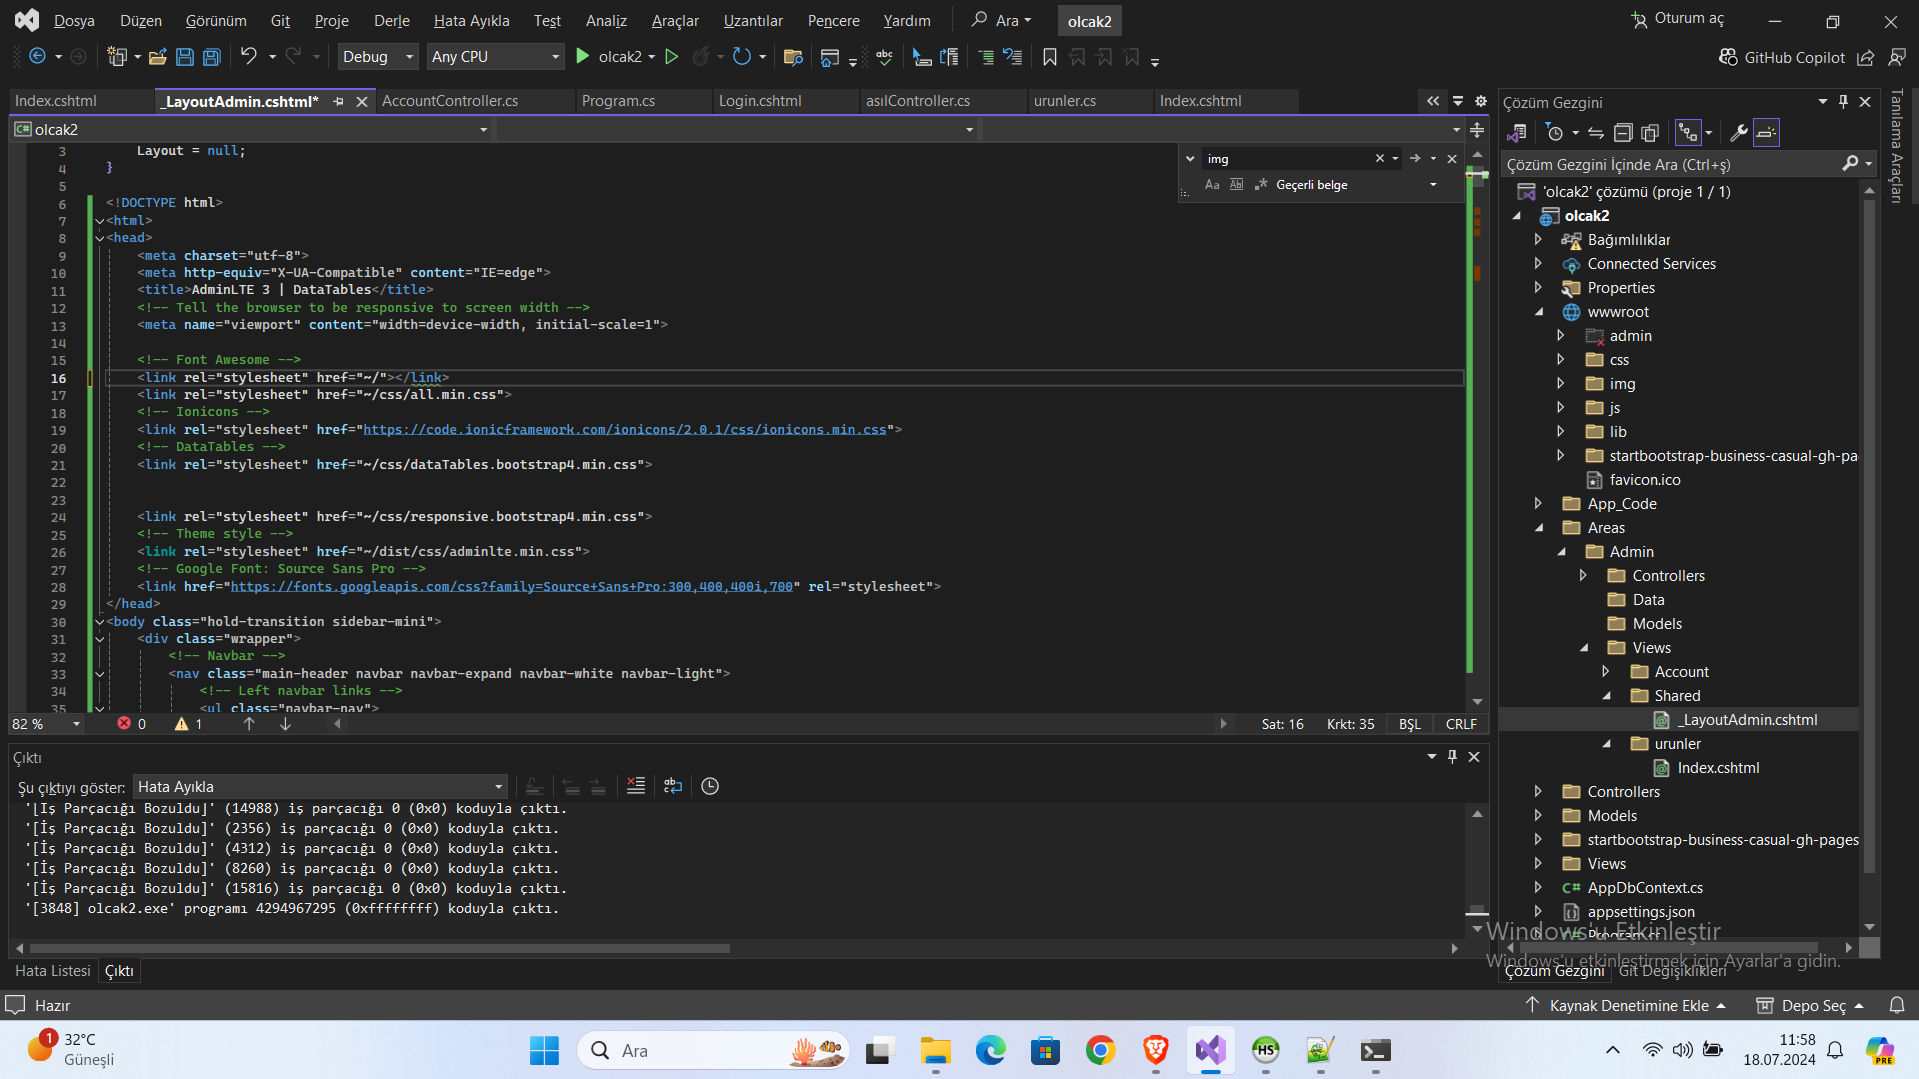 Dosya Düzen Görünüm Git Proje Derle Hata Ayıkla Test Analiz Araçlar Uzantılar Pencere Yardım Ara olcak2 Oturum aç
Debug Any CPU olcak2 GitHub Copilot
Index.cshtml _LayoutAdmin.cshtml* AccountController.cs Program.cs Login.cshtml asılController.cs urunler.cs Index.cshtml
olcak2
img
Aa Ab Geçerli belge
3 Layout = null;
4 }
5
6 <!DOCTYPE html>
7 <html>
8 <head>
9 <meta charset="utf-8">
10 <meta http-equiv="X-UA-Compatible" content="IE=edge">
11 <title>AdminLTE 3 | DataTables</title>
12 <!-- Tell the browser to be responsive to screen width -->
13 <meta name="viewport" content="width=device-width, initial-scale=1">
14
15 <!-- Font Awesome -->
16 <link rel="stylesheet" href="~/"></link>
17 <link rel="stylesheet" href="~/css/all.min.css">
18 <!-- Ionicons -->
19 <link rel="stylesheet" href="https://code.ionicframework.com/ionicons/2.0.1/css/ionicons.min.css">
20 <!-- DataTables -->
21 <link rel="stylesheet" href="~/css/dataTables.bootstrap4.min.css">
22
23
24 <link rel="stylesheet" href="~/css/responsive.bootstrap4.min.css">
25 <!-- Theme style -->
26 <link rel="stylesheet" href="~/dist/css/adminlte.min.css">
27 <!-- Google Font: Source Sans Pro -->
28 <link href="https://fonts.googleapis.com/css?family=Source+Sans+Pro:300,400,400i,700" rel="stylesheet">
29 </head>
30 <body class="hold-transition sidebar-mini">
31 <div class="wrapper">
32 <!-- Navbar -->
33 <nav class="main-header navbar navbar-expand navbar-white navbar-light">
34 <!-- Left navbar links -->
35 <ul class="navbar-nav">
82 % 0 1 Sat: 16 Krkt: 35 BŞL CRLF
Çıktı
Şu çıktıyı göster: Hata Ayıkla
'[İş Parçacığı Bozuldu]' (14988) iş parçacığı 0 (0x0) koduyla çıktı.
'[İş Parçacığı Bozuldu]' (2356) iş parçacığı 0 (0x0) koduyla çıktı.
'[İş Parçacığı Bozuldu]' (4312) iş parçacığı 0 (0x0) koduyla çıktı.
'[İş Parçacığı Bozuldu]' (8260) iş parçacığı 0 (0x0) koduyla çıktı.
'[İş Parçacığı Bozuldu]' (15816) iş parçacığı 0 (0x0) koduyla çıktı.
'[3848] olcak2.exe' programı 4294967295 (0xffffffff) koduyla çıktı.
Hata Listesi Çıktı
Çözüm Gezgini
Çözüm Gezgini İçinde Ara (Ctrl+ş)
'olcak2' çözümü (proje 1 / 1)
olcak2
Bağımlılıklar
Connected Services
Properties
wwwroot
admin
css
img
js
lib
startbootstrap-business-casual-gh-pa
favicon.ico
App_Code
Areas
Admin
Controllers
Data
Models
Views
Account
Shared
_LayoutAdmin.cshtml
urunler
Index.cshtml
Controllers
Models
startbootstrap-business-casual-gh-pages
Views
C# AppDbContext.cs
appsettings.json
C# Program.cs
Windows'u Etkinleştir
Windows'u etkinleştirmek için Ayarlar'a gidin.
Çözüm Gezgini Git Değişiklikleri
Tanılama Araçları
Hazır Kaynak Denetimine Ekle Depo Seç
1 32°C
Güneşli
Ara
HS
11:58
18.07.2024
PRE